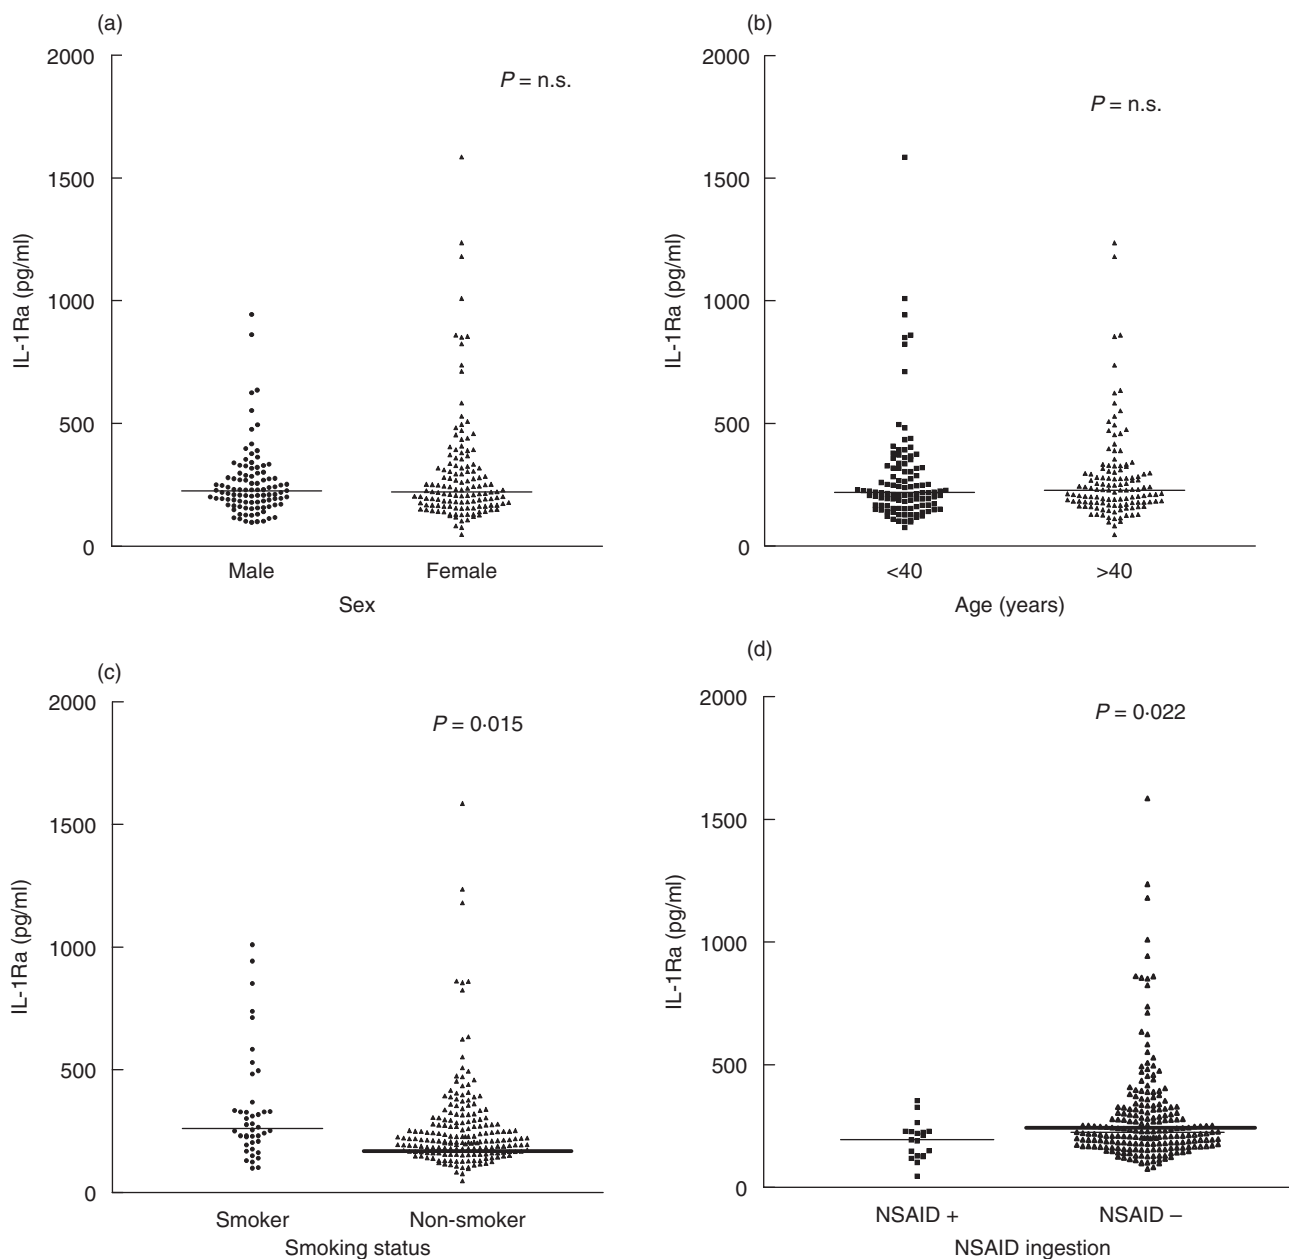 (a)
2000
1500
1000
500
0
IL-1Ra (pg/ml)
P = n.s.
Male Female
Sex
(b)
2000
1500
1000
500
0
IL-1Ra (pg/ml)
P = n.s.
<40 >40
Age (years)
(c)
2000
1500
1000
500
0
IL-1Ra (pg/ml)
P = 0·015
Smoker Non-smoker
Smoking status
(d)
2000
1500
1000
500
0
IL-1Ra (pg/ml)
P = 0·022
NSAID + NSAID –
NSAID ingestion